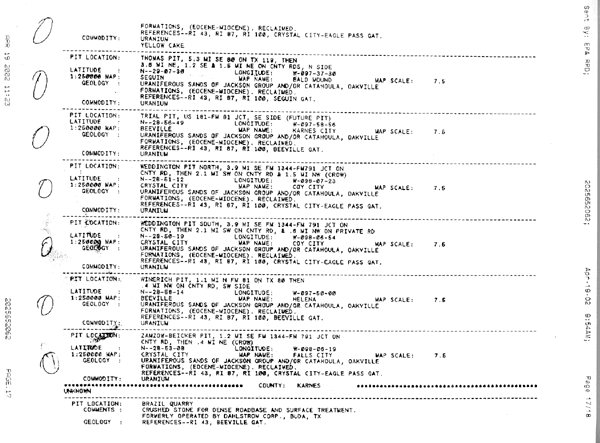 FORMATIONS, (EOCENE-MIOCENE). RECLAIMED.
REFERENCES--RI 43, RI 87, RI 100, CRYSTAL CITY-EAGLE PASS GAT.
COMMODITY: URANIUM
YELLOW CAKE
PIT LOCATION: THOMAS PIT, 5.3 MI SE 80 ON TX 119, THEN
3.6 MI NE, 1.2 SE & 1.5 MI NE ON CNTY RDS, N SIDE
LATITUDE : N--29-07-30 LONGITUDE: W-097-37-30
1:250000 MAP: SEGUIN MAP NAME: BALD MOUND MAP SCALE: 7.5
GEOLOGY : URANIFEROUS SANDS OF JACKSON GROUP AND/OR CATAHOULA, OAKVILLE
FORMATIONS, (EOCENE-MIOCENE). RECLAIMED.
REFERENCES--RI 43, RI 87, RI 100, SEGUIN GAT.
COMMODITY: URANIUM
PIT LOCATION: TRIAL PIT, US 181-FM 81 JCT, SE SIDE (FUTURE PIT)
LATITUDE : N--28-56-49 LONGITUDE: W-097-58-56
1:250000 MAP: BEEVILLE MAP NAME: KARNES CITY MAP SCALE: 7.5
GEOLOGY : URANIFEROUS SANDS OF JACKSON GROUP AND/OR CATAHOULA, OAKVILLE
FORMATIONS, (EOCENE-MIOCENE).
REFERENCES--RI 43, RI 87, RI 100, BEEVILLE GAT.
COMMODITY: URANIUM
PIT LOCATION: WEDDINGTON PIT NORTH, 3.9 MI SE FM 1344-FM791 JCT ON
CNTY RD, THEN 2.1 MI SW ON CNTY RD & 1.5 MI NW (CROW)
LATITUDE : N--28-51-12 LONGITUDE: W-098-07-23
1:250000 MAP: CRYSTAL CITY MAP NAME: COY CITY MAP SCALE: 7.5
GEOLOGY : URANIFEROUS SANDS OF JACKSON GROUP AND/OR CATAHOULA, OAKVILLE
FORMATIONS, (EOCENE-MIOCENE). RECLAIMED.
REFERENCES--RI 43, RI 87, RI 100, CRYSTAL CITY-EAGLE PASS GAT.
COMMODITY: URANIUM
PIT LOCATION: WEDDINGTON PIT SOUTH, 3.9 MI SE FM 1344-FM 791 JCT ON
CNTY RD, THEN 2.1 MI SW ON CNTY RD, & .8 MI NW ON PRIVATE RD
LATITUDE : N--28-50-19 LONGITUDE: W-098-06-54
1:250000 MAP: CRYSTAL CITY MAP NAME: COY CITY MAP SCALE: 7.5
GEOLOGY : URANIFEROUS SANDS OF JACKSON GROUP AND/OR CATAHOULA, OAKVILLE
FORMATIONS, (EOCENE-MIOCENE). RECLAIMED.
REFERENCES--RI 43, RI 87, RI 100, CRYSTAL CITY-EAGLE PASS GAT.
COMMODITY: URANIUM
PIT LOCATION: WINERICH PIT, 1.1 MI N FM 81 ON TX 80 THEN
.4 MI NW ON CNTY RD, SW SIDE
LATITUDE : N--28-58-14 LONGITUDE: W-097-50-00
1:250000 MAP: BEEVILLE MAP NAME: HELENA MAP SCALE: 7.5
GEOLOGY : URANIFEROUS SANDS OF JACKSON GROUP AND/OR CATAHOULA, OAKVILLE
FORMATIONS, (EOCENE-MIOCENE). RECLAIMED.
REFERENCES--RI 43, RI 87, RI 100, BEEVILLE GAT.
COMMODITY: URANIUM
PIT LOCATION: ZAMZOW-BEICKER PIT, 1.2 MI SE FM 1344-FM 791 JCT ON
CNTY RD, THEN .4 MI NE (CROW)
LATITUDE : N--28-53-08 LONGITUDE: W-098-06-19
1:250000 MAP: CRYSTAL CITY MAP NAME: FALLS CITY MAP SCALE: 7.5
GEOLOGY : URANIFEROUS SANDS OF JACKSON GROUP AND/OR CATAHOULA, OAKVILLE
FORMATIONS, (EOCENE-MIOCENE). RECLAIMED.
REFERENCES--RI 43, RI 87, RI 100, CRYSTAL CITY-EAGLE PASS GAT.
COMMODITY: URANIUM
COUNTY: KARNES
UNKNOWN
PIT LOCATION: BRAZIL QUARRY
COMMENTS : CRUSHED STONE FOR DENSE ROADBASE AND SURFACE TREATMENT.
FORMERLY OPERATED BY DAHLSTROM CORP., BUDA, TX
GEOLOGY : REFERENCES--RI 43, BEEVILLE GAT.
APR 19 2002 11:23
PAGE.17
Sent By: EPA RPD;
Apr-19-02 9:54AM;
Page 17/18